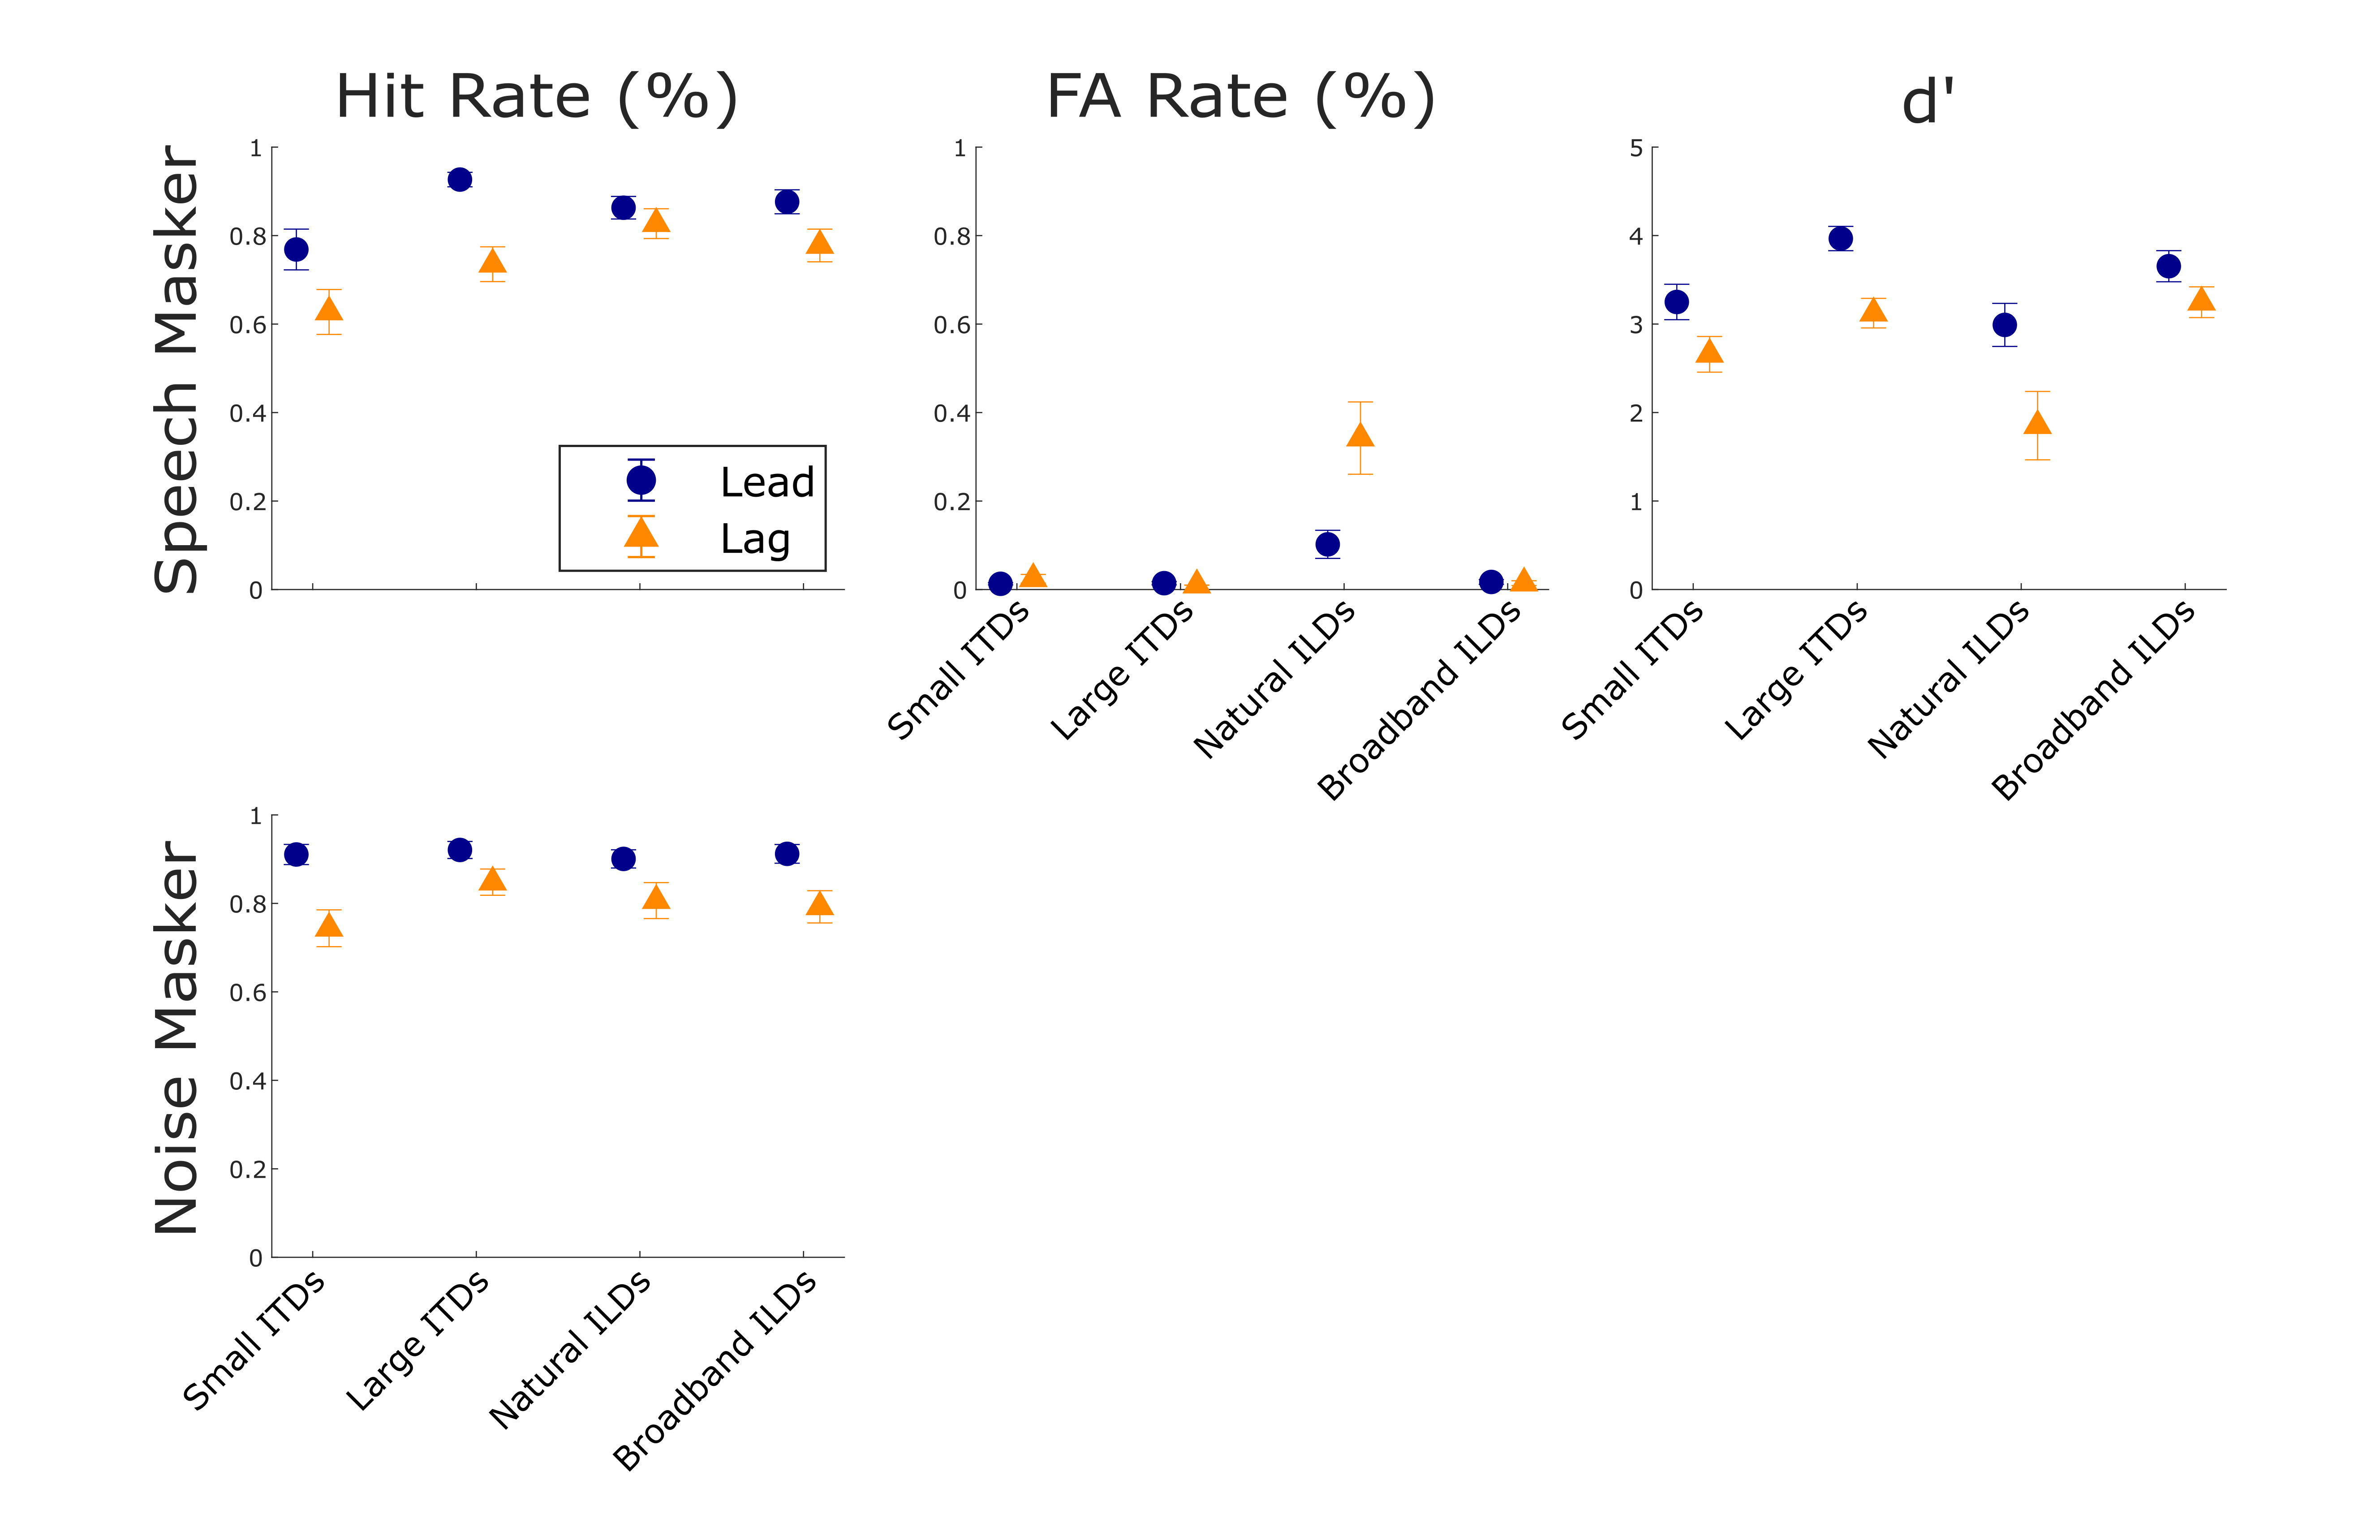 Hit Rate (%)
FA Rate (%)
d'
Speech Masker
1
0.8
0.6
0.4
0.2
0
Lead
Lag
1
0.8
0.6
0.4
0.2
0
Small ITDs
Large ITDs
Natural ILDs
Broadband ILDs
5
4
3
2
1
0
Small ITDs
Large ITDs
Natural ILDs
Broadband ILDs
Noise Masker
1
0.8
0.6
0.4
0.2
0
Small ITDs
Large ITDs
Natural ILDs
Broadband ILDs